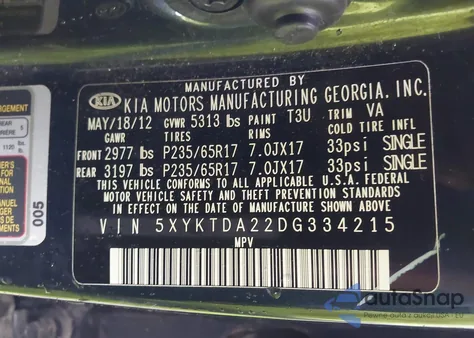 MANUFACTURED BY
KIA KIA MOTORS MANUFACTURING GEORGIA, INC.
MAY/18/12 GVWR 5313 lbs PAINT T3U TRIM VA
GAWR TIRES RIMS COLD TIRE INFL
FRONT 2977 lbs P235/65R17 7.0JX17 33psi SINGLE
REAR 3197 lbs P235/65R17 7.0JX17 33psi SINGLE
THIS VEHICLE CONFORMS TO ALL APPLICABLE U.S.A. FEDERAL
MOTOR VEHICLE SAFETY AND THEFT PREVENTION STANDARDS
IN EFFECT ON THE DATE OF MANUFACTURE SHOWN ABOVE.
VIN 5XYKTDA22DG334215
MPV
005
autoSnap